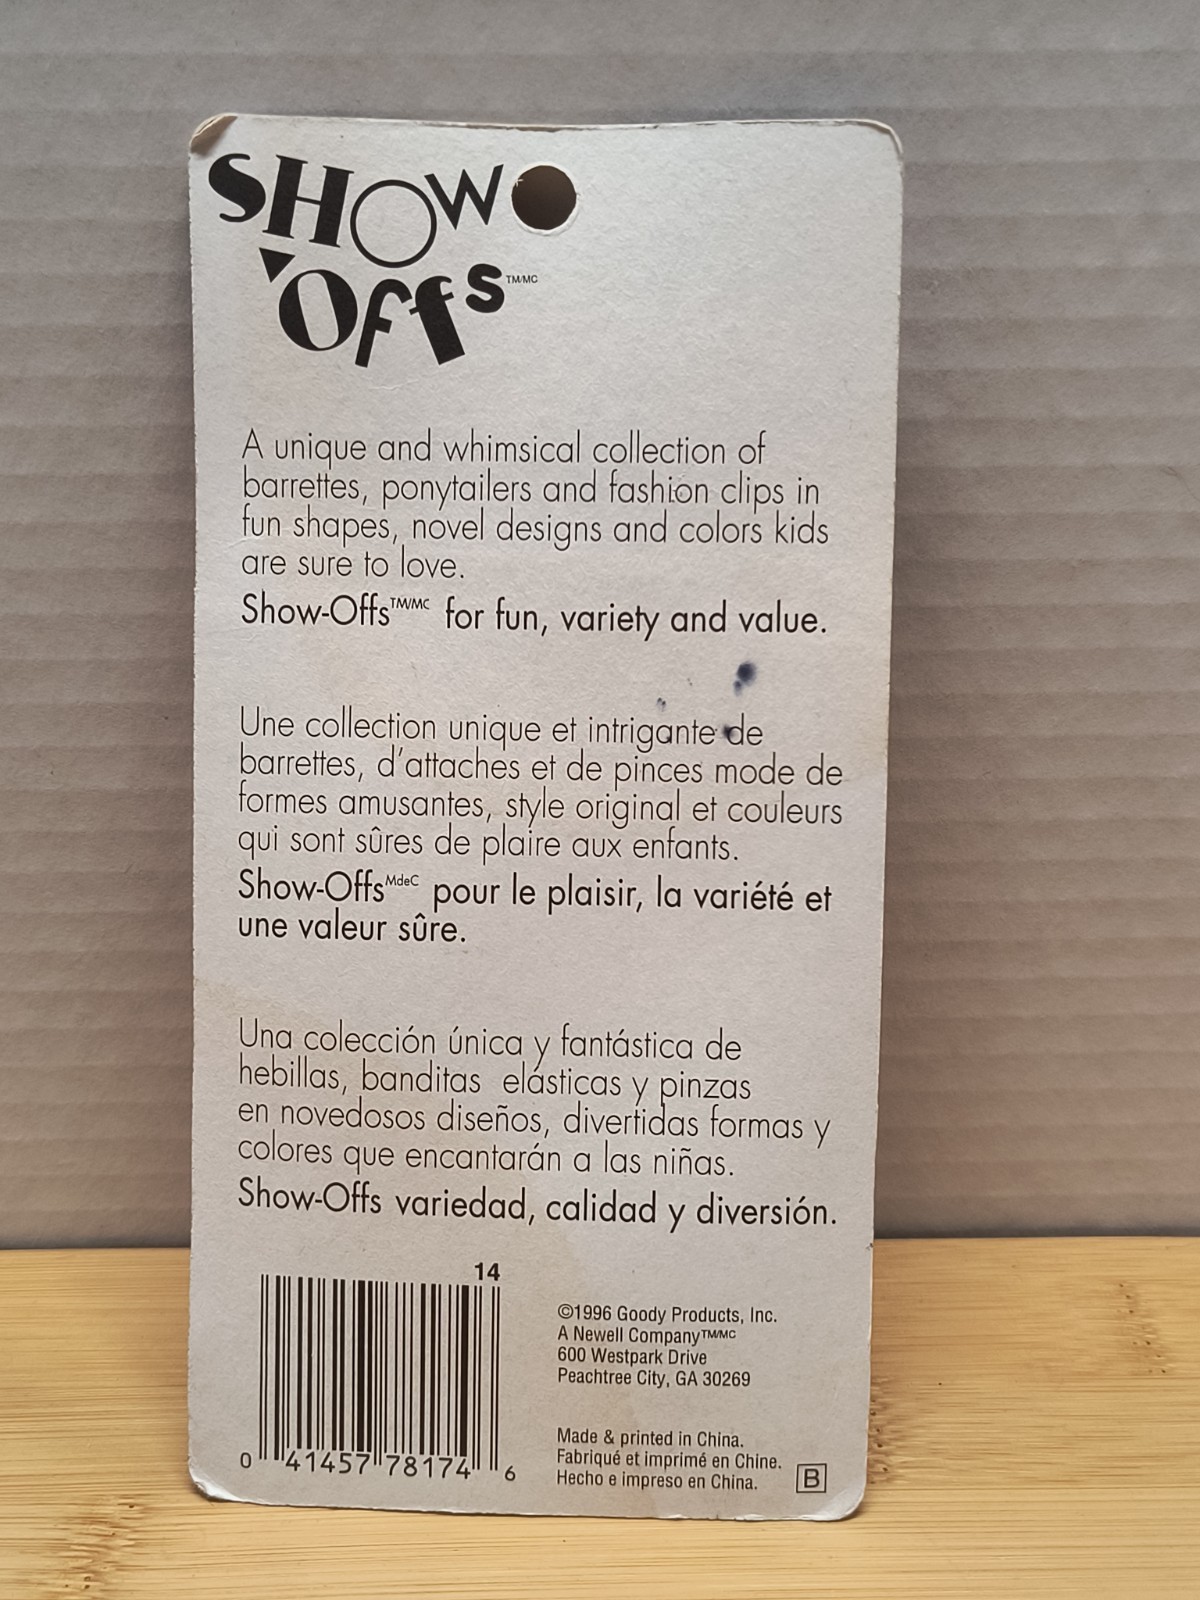 SHOW
OffS TM/MC
A unique and whimsical collection of
barrettes, ponytailers and fashion clips in
fun shapes, novel designs and colors kids
are sure to love.
Show-Offs TM/MC for fun, variety and value.
Une collection unique et intrigante de
barrettes, d'attaches et de pinces mode de
formes amusantes, style original et couleurs
qui sont sûres de plaire aux enfants.
Show-Offs MdeC pour le plaisir, la variété et
une valeur sûre.
Una colección única y fantástica de
hebillas, banditas elásticas y pinzas
en novedosos diseños, divertidas formas y
colores que encantarán a las niñas.
Show-Offs variedad, calidad y diversión.
14
0 41457 78174 6
©1996 Goody Products, Inc.
A Newell Company TM/MC
600 Westpark Drive
Peachtree City, GA 30269
Made & printed in China.
Fabriqué et imprimé en Chine.
Hecho e impreso en China.
B